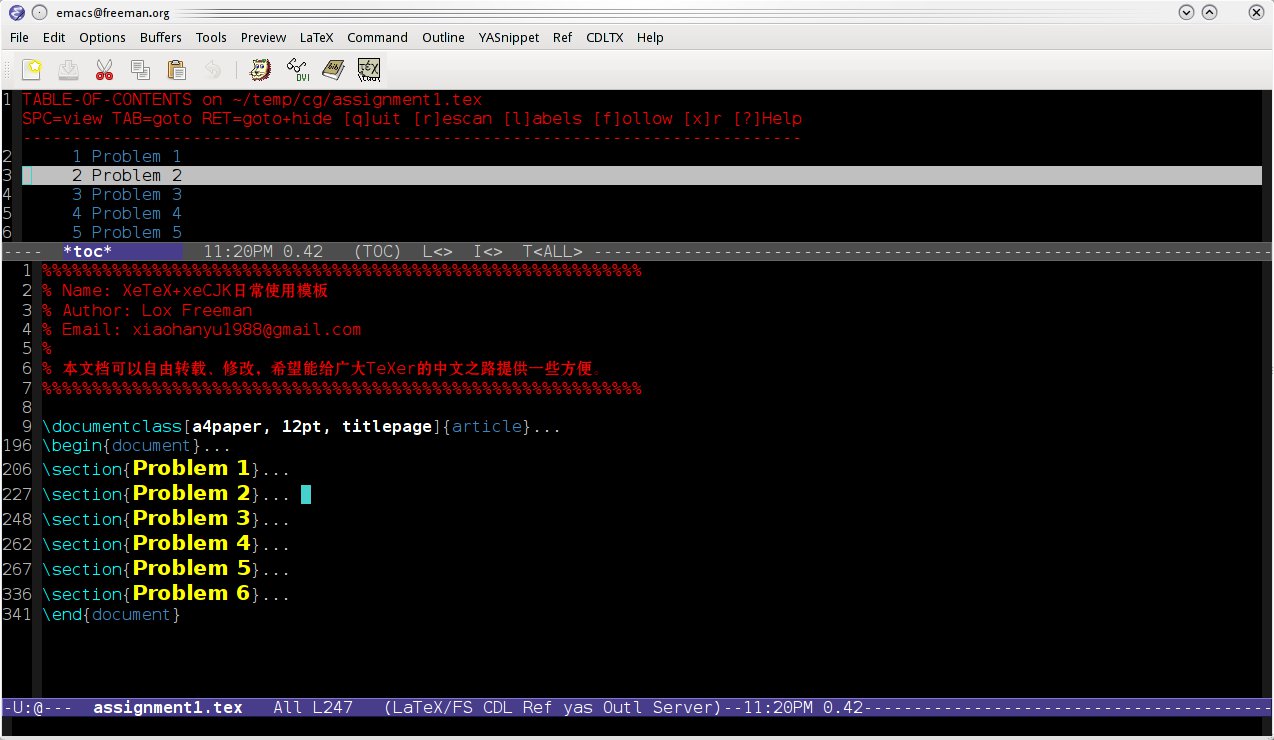 emacs@freeman.org
File Edit Options Buffers Tools Preview LaTeX Command Outline YASnippet Ref CDLTX Help
DVI
1 TABLE-OF-CONTENTS on ~/temp/cg/assignment1.tex
SPC=view TAB=goto RET=goto+hide [q]uit [r]escan [l]abels [f]ollow [x]r [?]Help
------------------------------------------------------------------------------
2 1 Problem 1
3 2 Problem 2
4 3 Problem 3
5 4 Problem 4
6 5 Problem 5
---- *toc* 11:20PM 0.42 (TOC) L<> I<> T<ALL> --------------------------------------------------------------------
1 %%%%%%%%%%%%%%%%%%%%%%%%%%%%%%%%%%%%%%%%%%%%%%%%%%%%%%%%%%%%
2 % Name: XeTeX+xeCJK日常使用模板
3 % Author: Lox Freeman
4 % Email: xiaohanyu1988@gmail.com
5 %
6 % 本文档可以自由转载、修改，希望能给广大TeXer的中文之路提供一些方便。
7 %%%%%%%%%%%%%%%%%%%%%%%%%%%%%%%%%%%%%%%%%%%%%%%%%%%%%%%%%%%%
8
9 \documentclass[a4paper, 12pt, titlepage]{article}...
196 \begin{document}...
206 \section{Problem 1}...
227 \section{Problem 2}...
248 \section{Problem 3}...
262 \section{Problem 4}...
267 \section{Problem 5}...
336 \section{Problem 6}...
341 \end{document}
-U:@--- assignment1.tex All L247 (LaTeX/FS CDL Ref yas Outl Server)--11:20PM 0.42-----------------------------------------